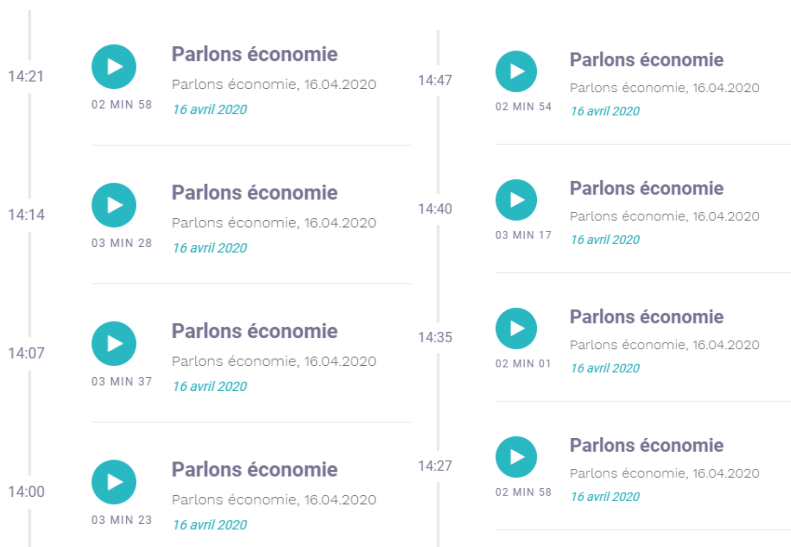 14:21
Parlons économie
Parlons économie, 16.04.2020
02 MIN 58
16 avril 2020
14:14
Parlons économie
Parlons économie, 16.04.2020
03 MIN 28
16 avril 2020
14:07
Parlons économie
Parlons économie, 16.04.2020
03 MIN 37
16 avril 2020
14:00
Parlons économie
Parlons économie, 16.04.2020
03 MIN 23
16 avril 2020
14:47
Parlons économie
Parlons économie, 16.04.2020
02 MIN 54
16 avril 2020
14:40
Parlons économie
Parlons économie, 16.04.2020
03 MIN 17
16 avril 2020
14:35
Parlons économie
Parlons économie, 16.04.2020
02 MIN 01
16 avril 2020
14:27
Parlons économie
Parlons économie, 16.04.2020
02 MIN 58
16 avril 2020